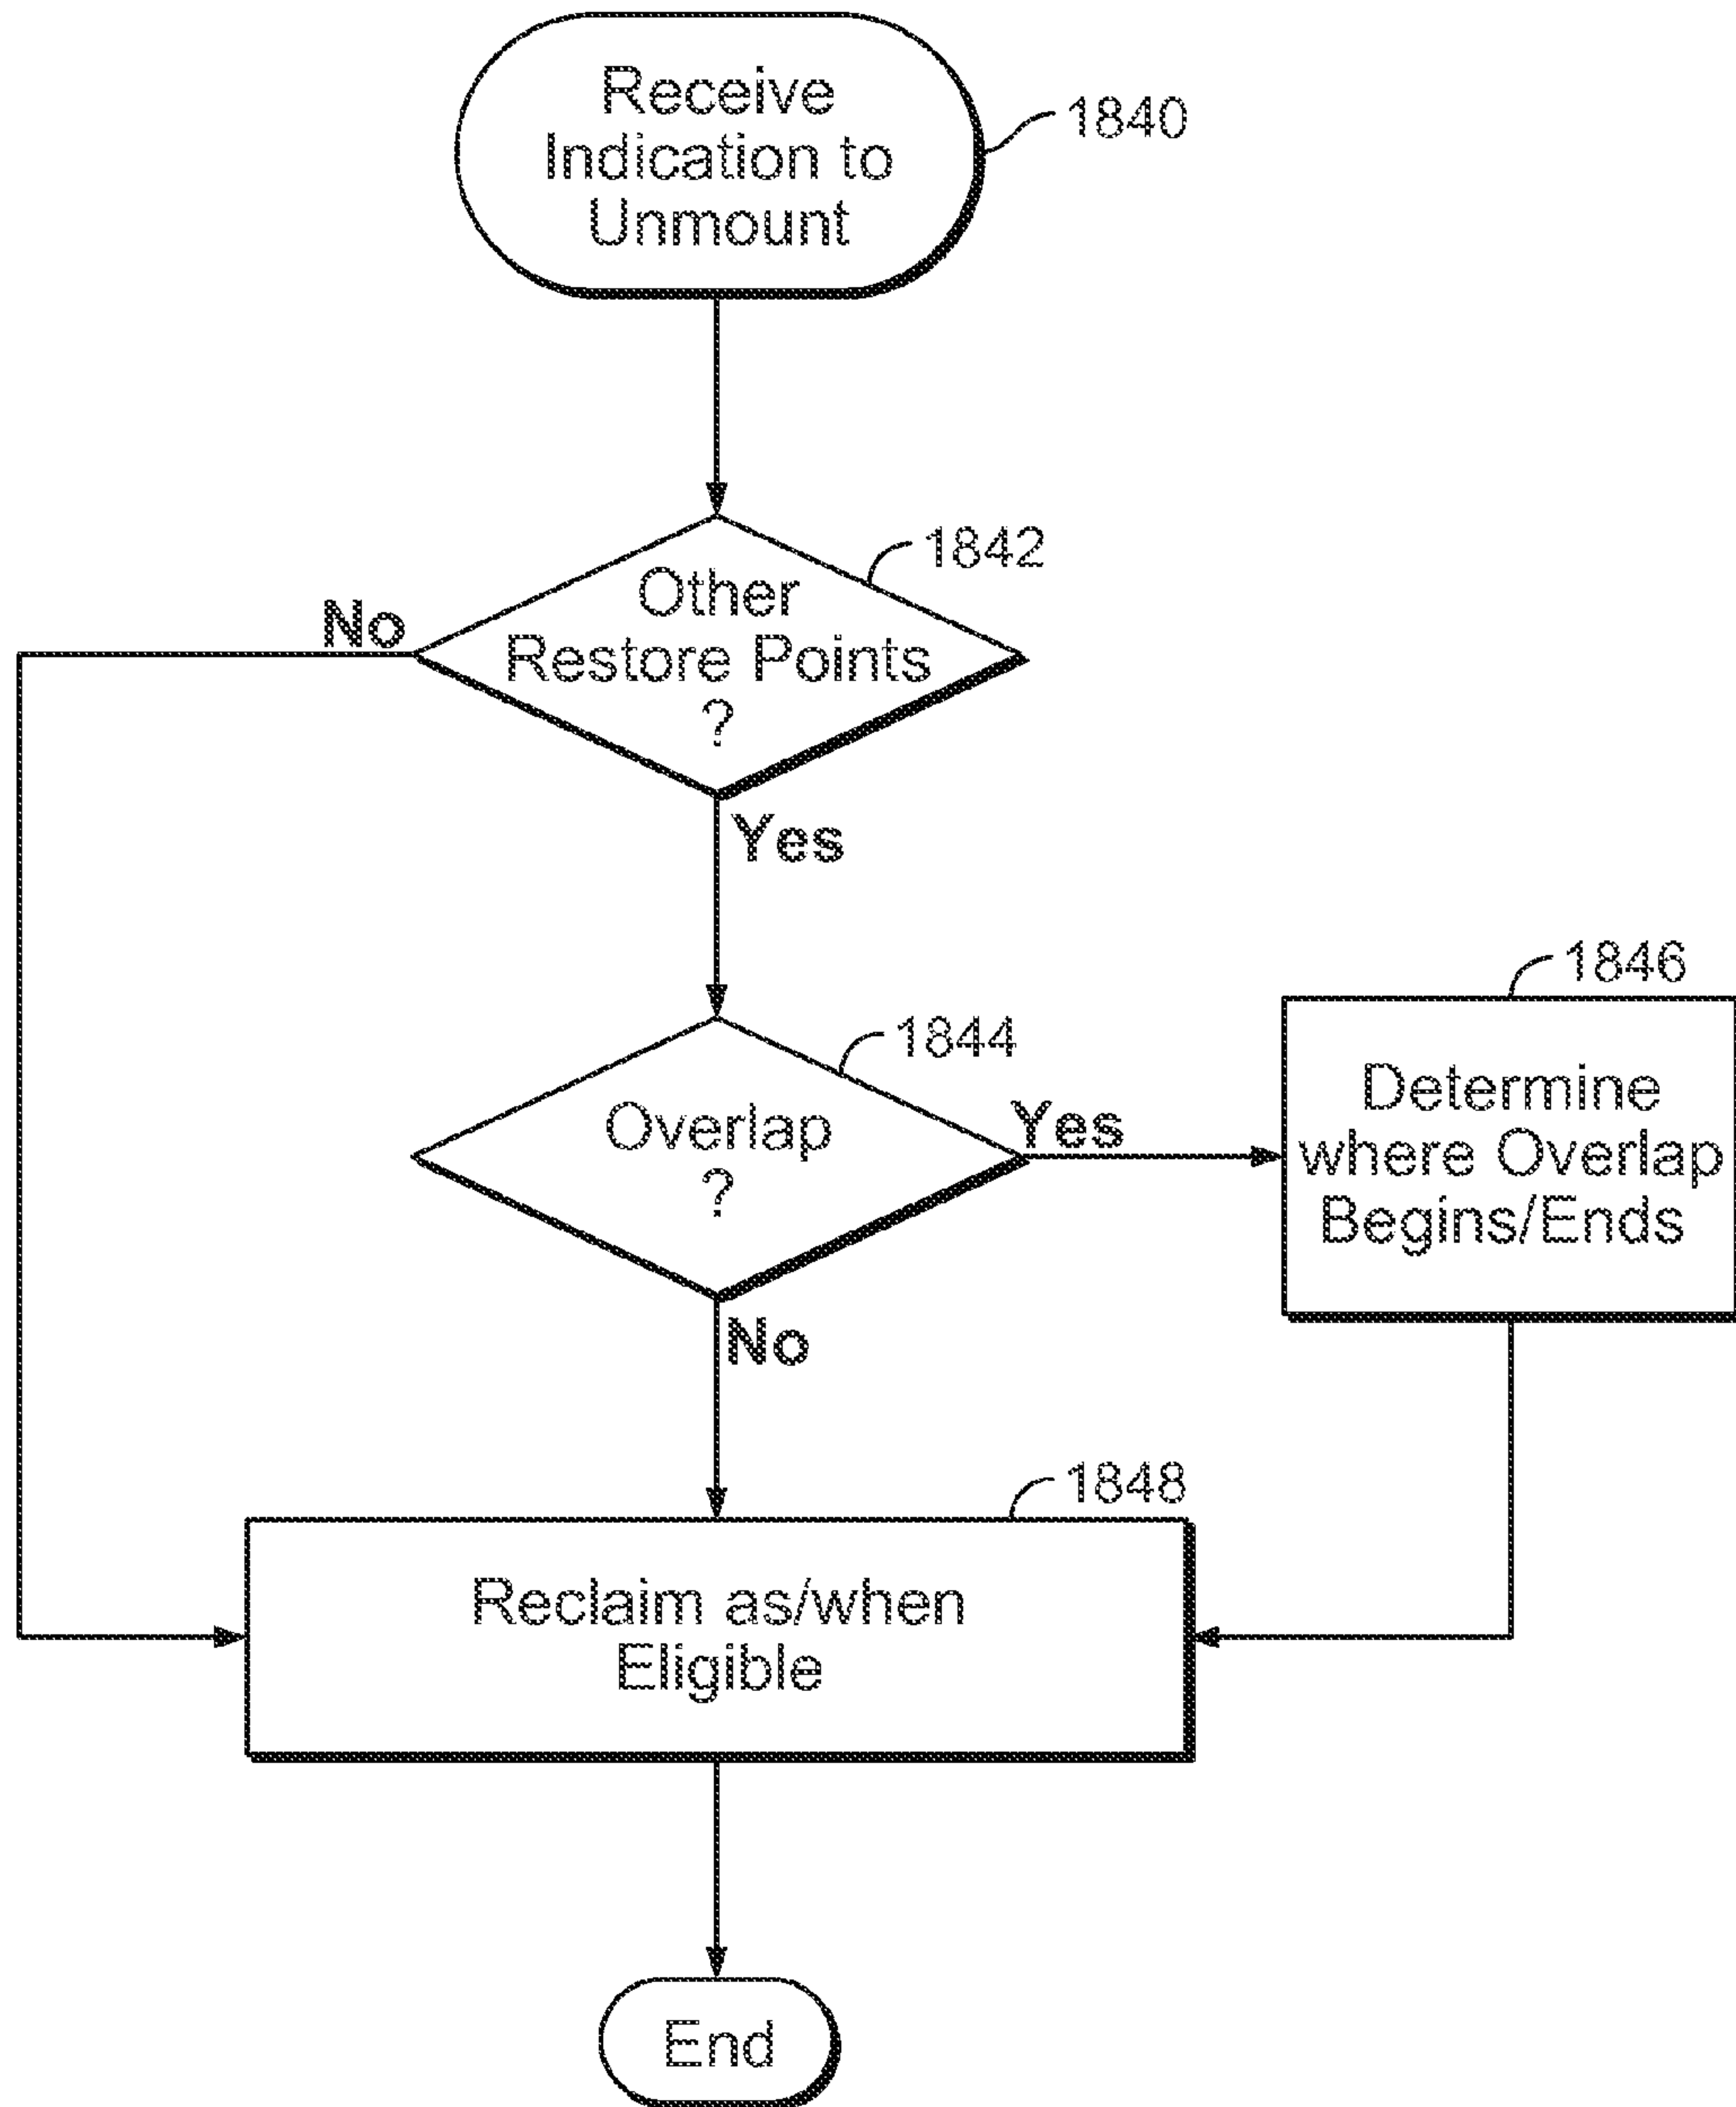 Receive
Indication to
Unmount
1840
1842
Other
Restore Points
?
No
Yes
1844
Overlap
?
Yes
1846
Determine
where Overlap
Begins/Ends
No
1848
Reclaim as/when
Eligible
End